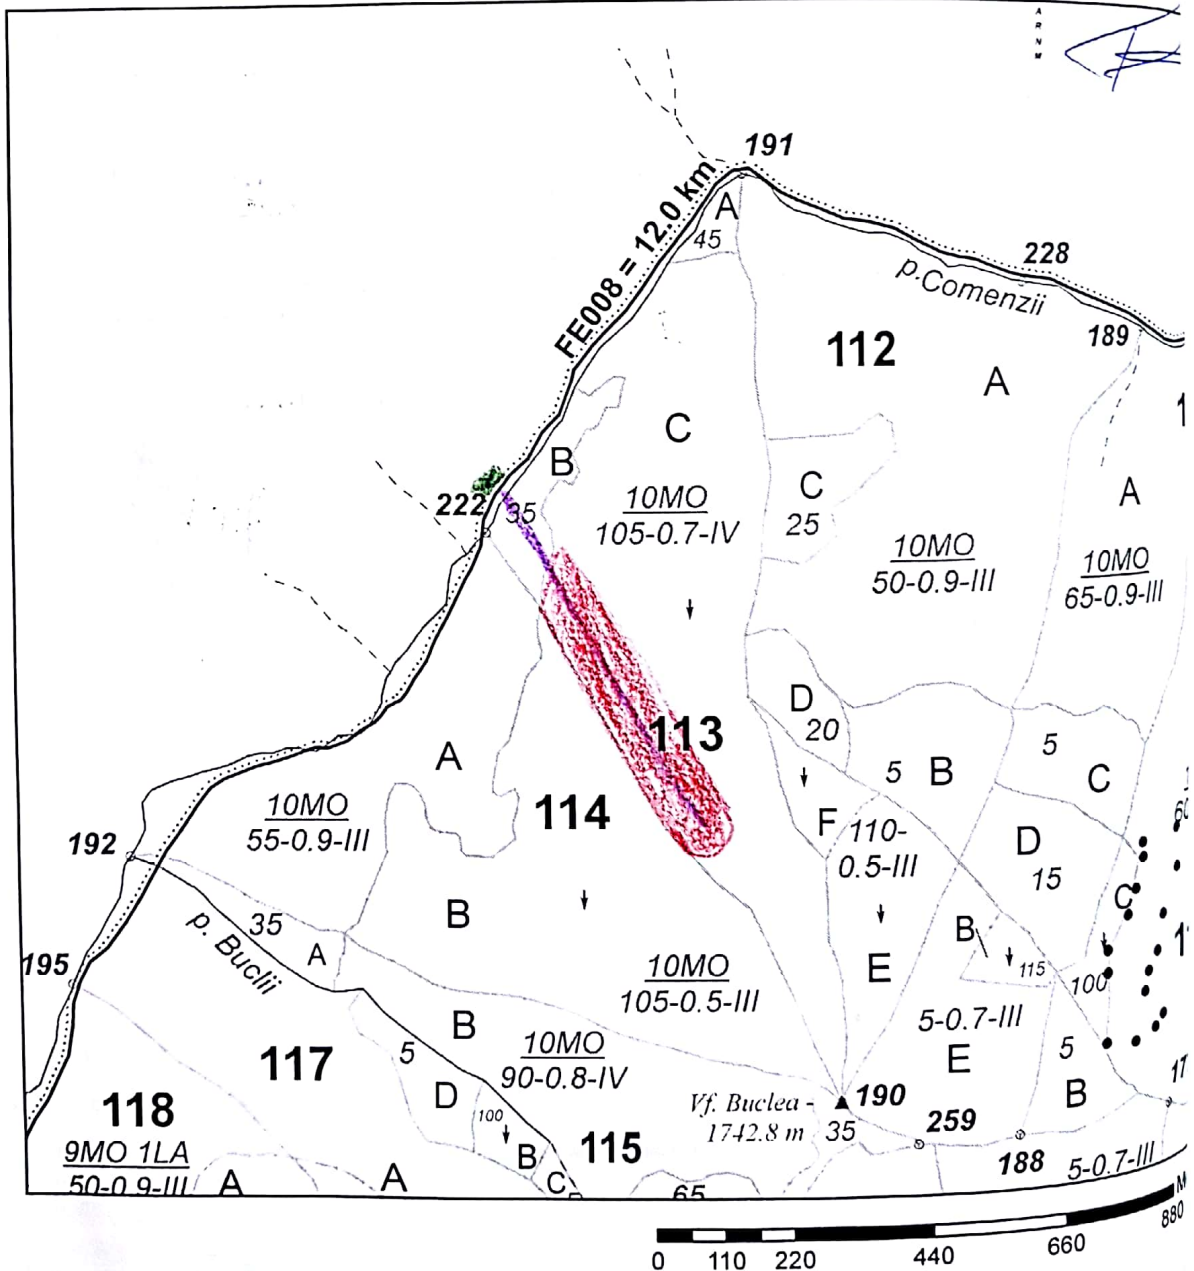 A
R
N
M
191
FE008 = 12.0 km
A
45
228
p.Comenzii
189
112
A
C
B
222
35
10MO
105-0.7-IV
C
25
10MO
50-0.9-III
A
10MO
65-0.9-III
113
D
20
5
B
5
C
A
114
10MO
55-0.9-III
F
110-
0.5-III
D
15
C
192
35
p. Buclii
A
B
B
115
100
195
10MO
105-0.5-III
E
5-0.7-III
E
117
5
B
10MO
90-0.8-IV
5
B
118
9MO 1LA
50-0.9-III
D
100
B
C
115
Vf. Buclea -
1742.8 m
190
35
259
188
5-0.7-III
A
A
65
0
110
220
440
660
880
M